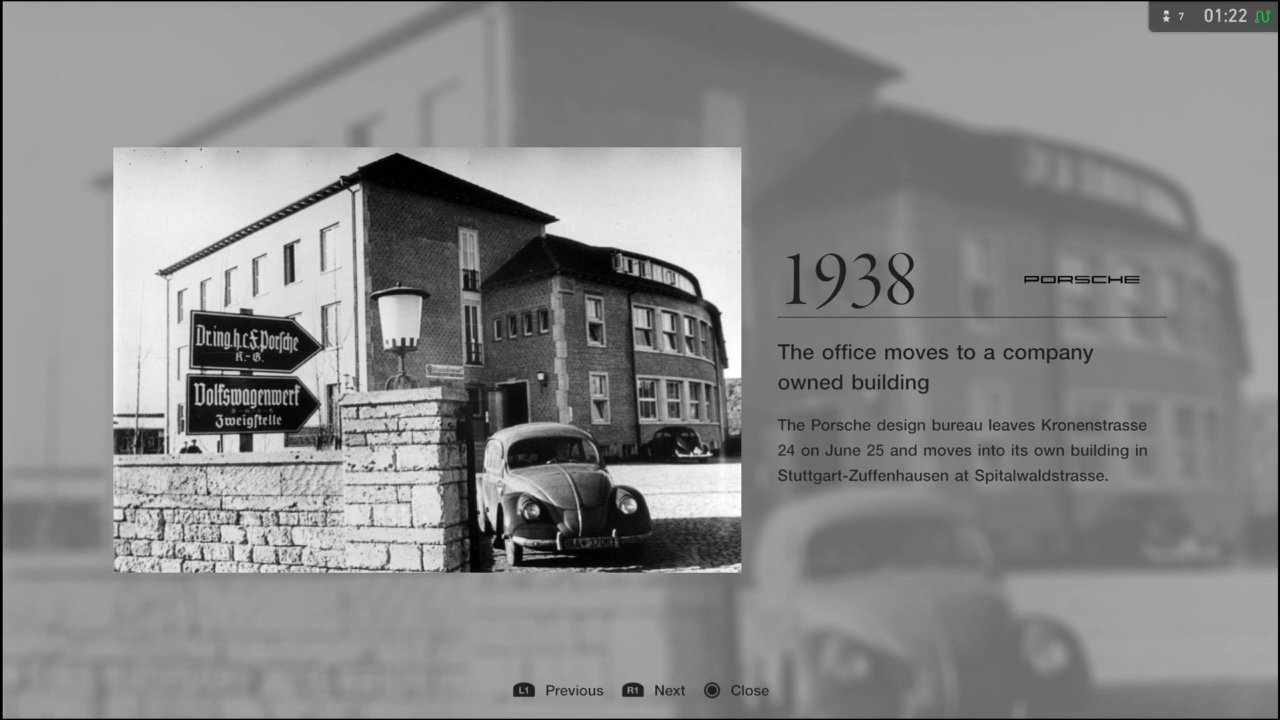 7 01:22
Dr.ing.h.c.F.Porsche
K.-G.
Volkswagenwerk
G·m·b·H
Zweigstelle
1938
PORSCHE
The office moves to a company
owned building
The Porsche design bureau leaves Kronenstrasse
24 on June 25 and moves into its own building in
Stuttgart-Zuffenhausen at Spitalwaldstrasse.
L1 Previous R1 Next Close